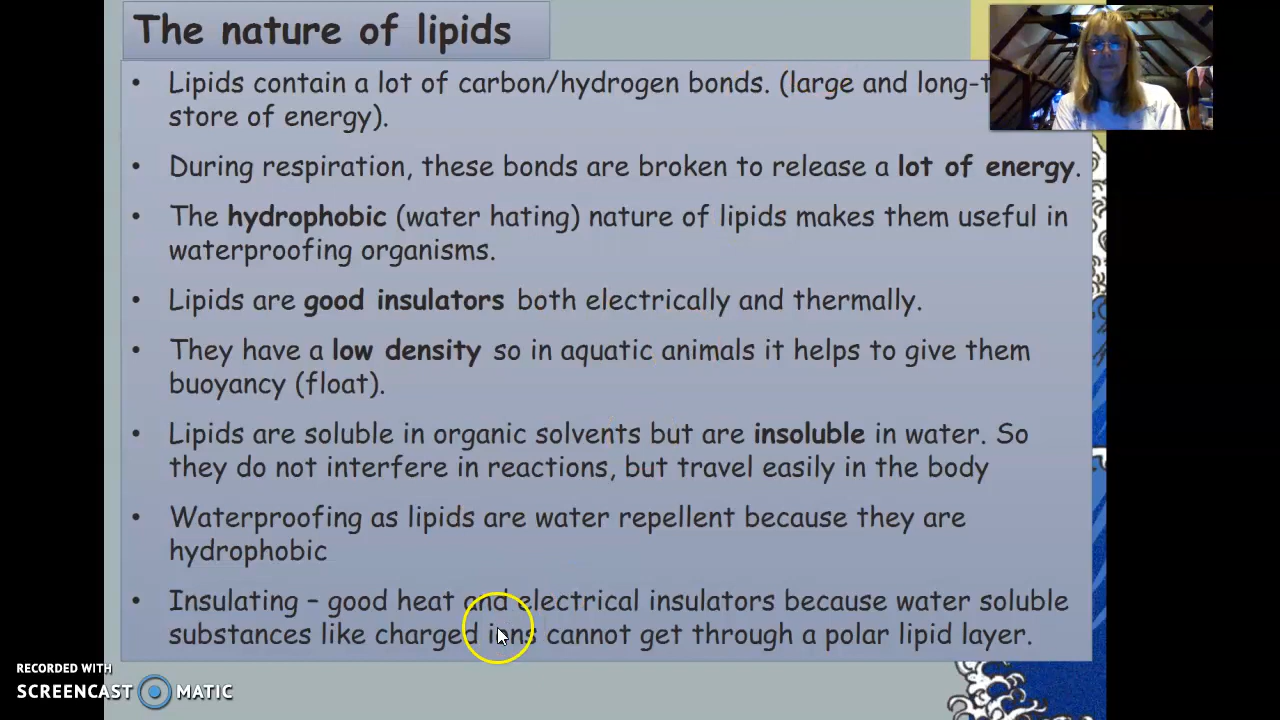 The nature of lipids
• Lipids contain a lot of carbon/hydrogen bonds. (large and
store of energy).
• During respiration, these bonds are broken to release a lot of energy.
• The hydrophobic (water hating) nature of lipids makes them useful in
waterproofing organisms.
• Lipids are good insulators both electrically and thermally.
• They have a low density so in aquatic animals it helps to give them
buoyancy (float).
• Lipids are soluble in organic solvents but are insoluble in water. So
they do not interfere in reactions, but travel easily in the body
• Waterproofing as lipids are water repellent because they are
hydrophobic
• Insulating – good heat and electrical insulators because water soluble
substances like charged ions cannot get through a polar lipid layer.
RECORDED WITH
SCREENCAST MATIC